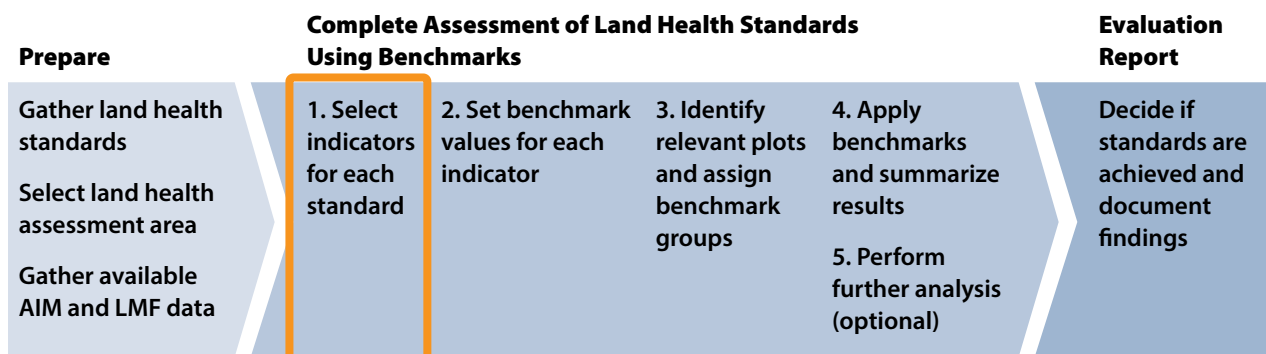 Prepare
Gather land health
standards
Select land health
assessment area
Gather available
AIM and LMF data
Complete Assessment of Land Health Standards
Using Benchmarks
1. Select
indicators
for each
standard
2. Set benchmark
values for each
indicator
3. Identify
relevant plots
and assign
benchmark
groups
4. Apply
benchmarks
and summarize
results
5. Perform
further analysis
(optional)
Evaluation
Report
Decide if
standards are
achieved and
document
findings